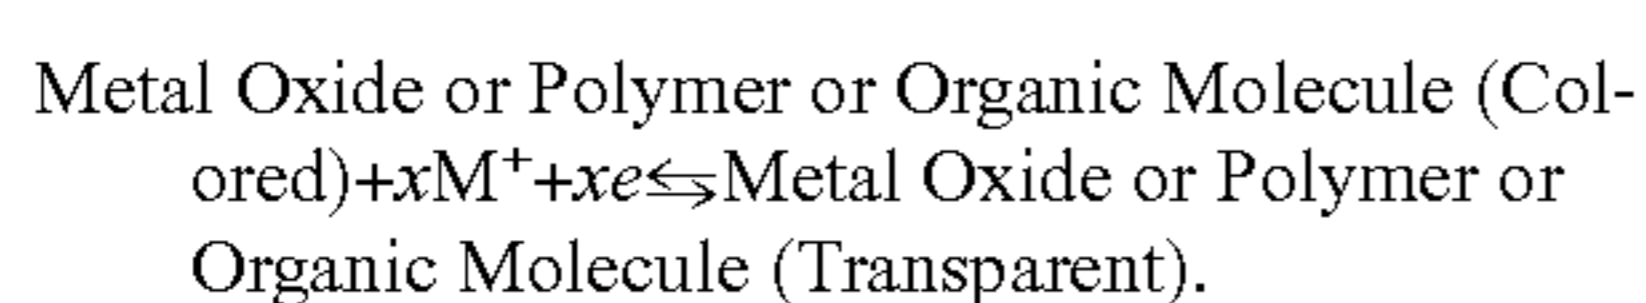 Metal Oxide or Polymer or Organic Molecule (Col-
ored)+xM⁺+xe⇆Metal Oxide or Polymer or
Organic Molecule (Transparent).